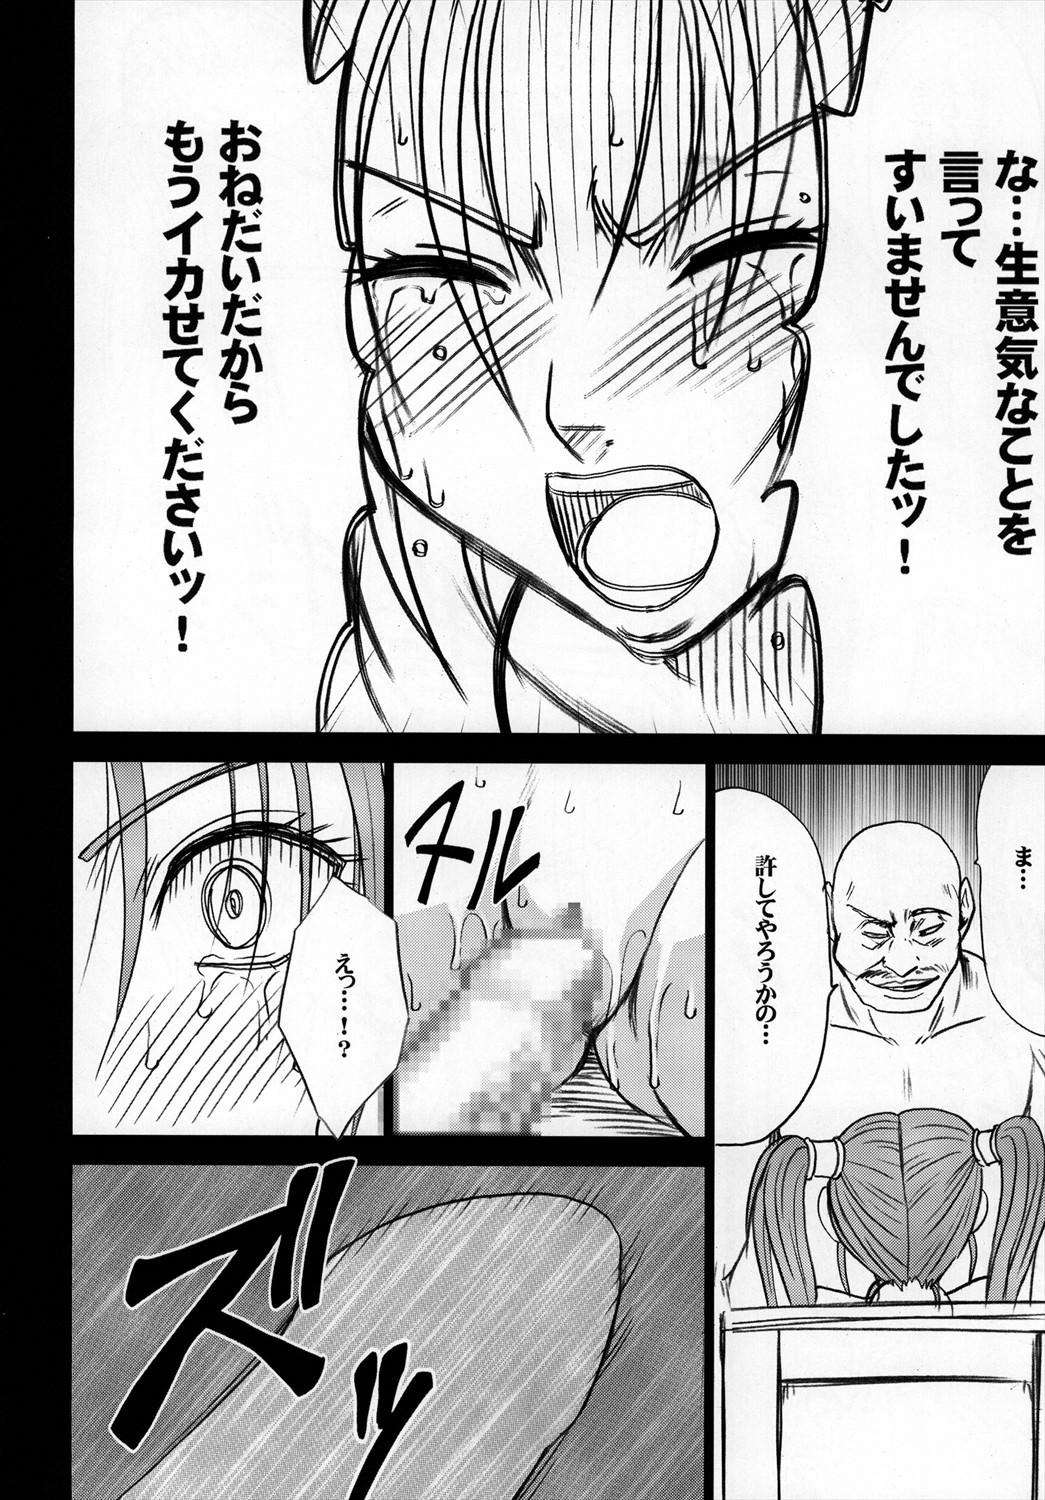 な…生意気なことを
言って
すいませんでしたッ！
おねだいだから
もうイカせてくださいッ！
ま…
許してやろうかの…
ヌル
えっ…！？
ズッ